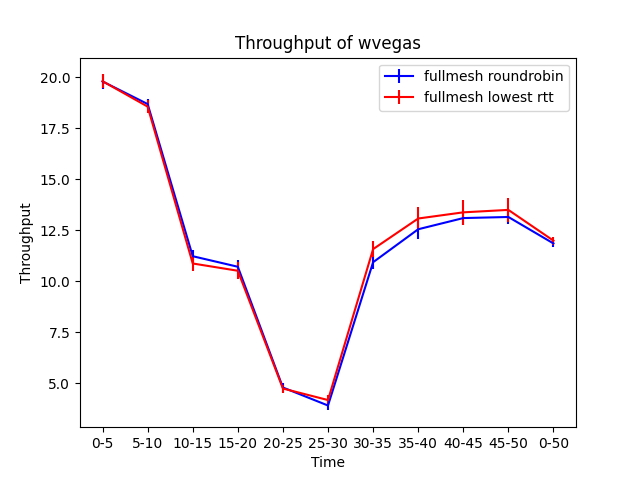 Throughput of wvegas
fullmesh roundrobin
fullmesh lowest rtt
Throughput
20.0
17.5
15.0
12.5
10.0
7.5
5.0
0-5 5-10 10-15 15-20 20-25 25-30 30-35 35-40 40-45 45-50 0-50
Time